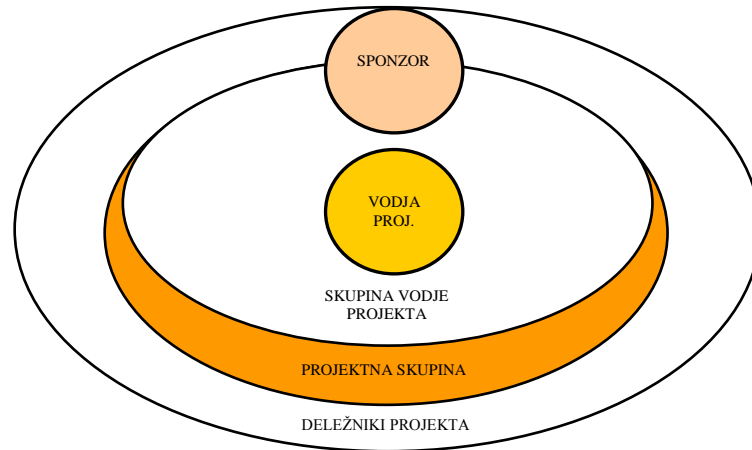 SPONZOR
VODJA
PROJ.
SKUPINA VODJE
PROJEKTA
PROJEKTNA SKUPINA
DELEŽNIKI PROJEKTA